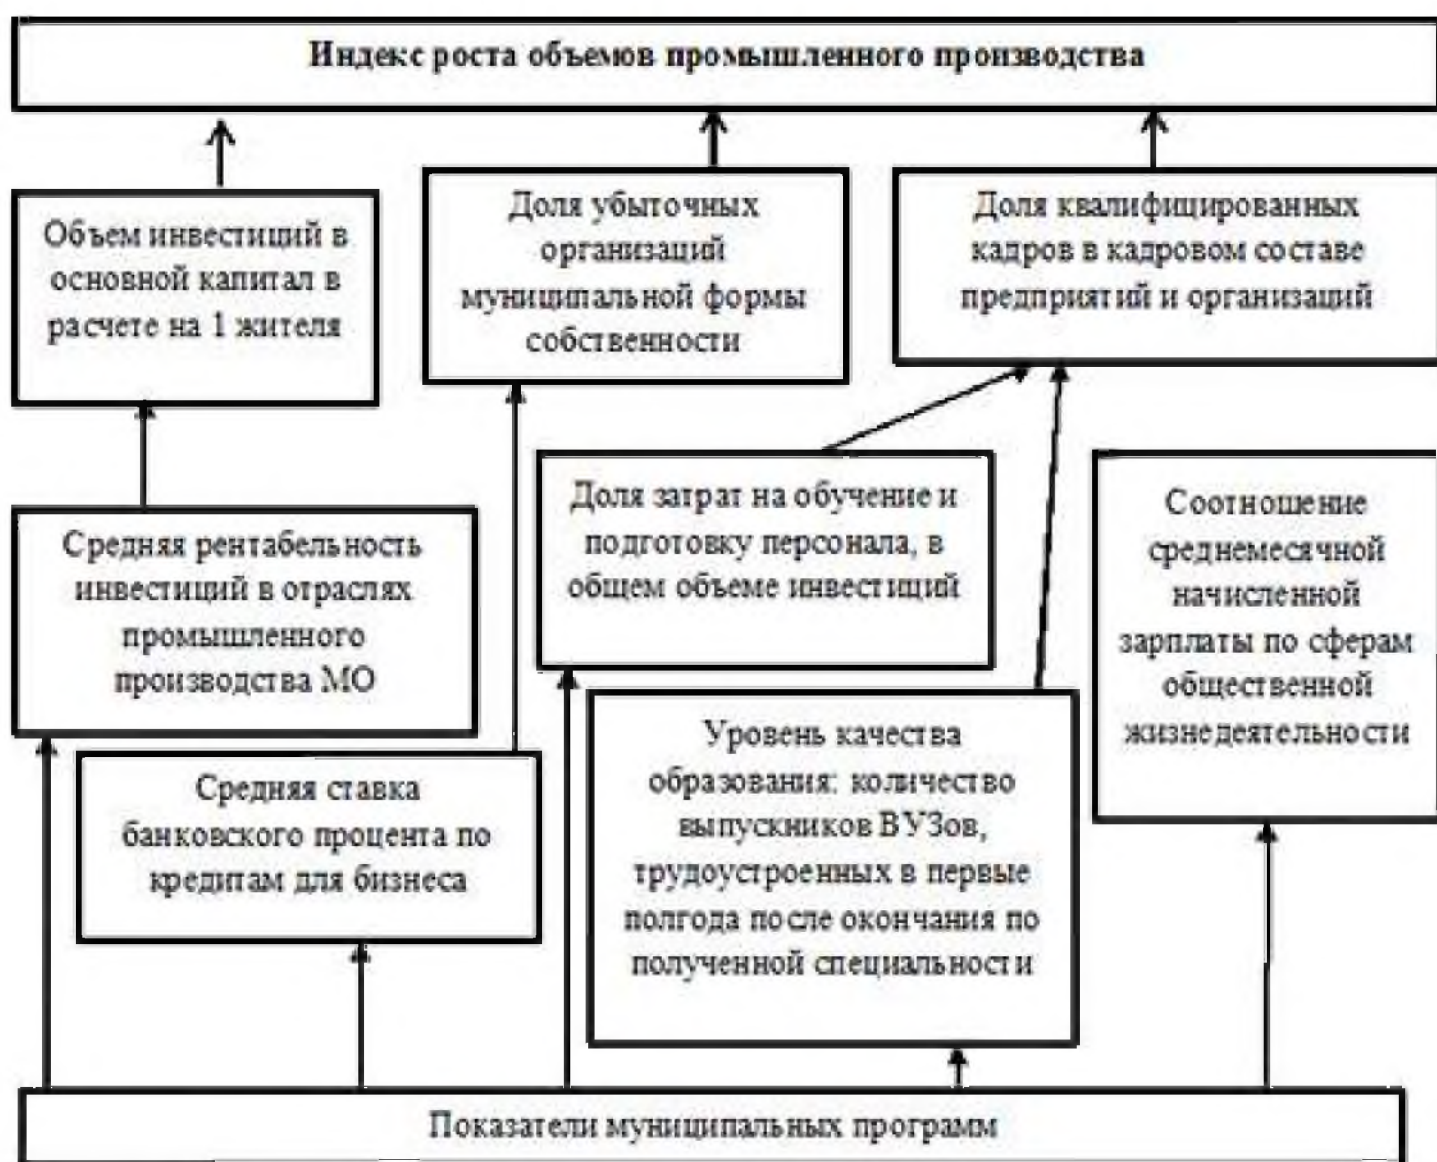 Индекс роста объемов промышленного производства
Объем инвестиций в
основной капитал в
расчете на 1 жителя
Доля убыточных
организаций
муниципальной формы
собственности
Доля квалифицированных
кадров в кадровом составе
предприятий и организаций
Средняя рентабельность
инвестиций в отраслях
промышленного
производства МО
Доля затрат на обучение и
подготовку персонала, в
общем объеме инвестиций
Соотношение
среднемесячной
начисленной
зарплаты по сферам
общественной
жизнедеятельности
Средняя ставка
банковского процента по
кредитам для бизнеса
Уровень качества
образования: количество
выпускников ВУЗов,
трудоустроенных в первые
полгода после окончания по
полученной специальности
Показатели муниципальных программ